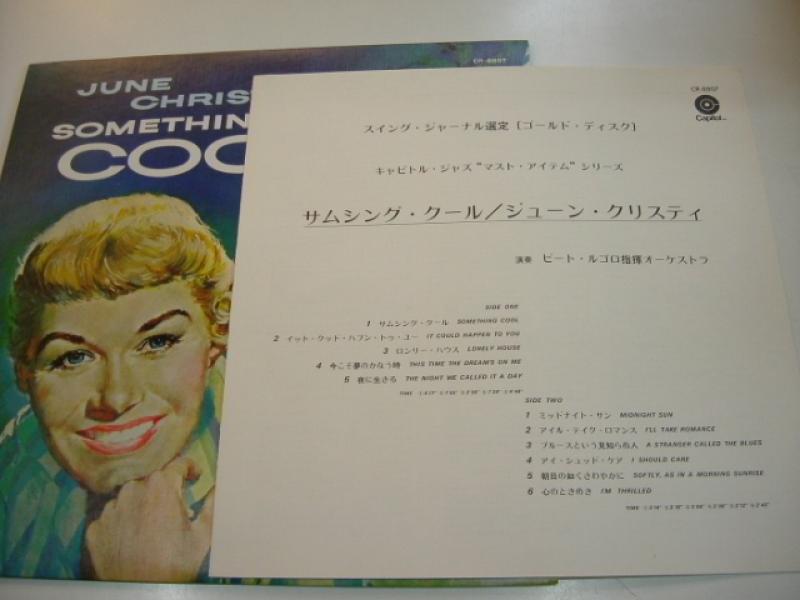 CR-8857
JUNE
CHRIS
SOMETHIN
COO
CR-8857
Capitol
スイング・ジャーナル選定〔ゴールド・ディスク〕
キャピトル・ジャズ“マスト・アイテム”シリーズ
サムシング・クール／ジューン・クリスティ
演奏 ピート・ルゴロ指揮オーケストラ
SIDE ONE
1 サムシング・クール SOMETHING COOL
2 イット・クッド・ハプン・トゥ・ユー IT COULD HAPPEN TO YOU
3 ロンリー・ハウス LONELY HOUSE
4 今こそ夢のかなう時 THIS TIME THE DREAM'S ON ME
5 夜に生きる THE NIGHT WE CALLED IT A DAY
TIME
SIDE TWO
1 ミッドナイト・サン MIDNIGHT SUN
2 アイル・テイク・ロマンス I'LL TAKE ROMANCE
3 ブルースという見知らぬ人 A STRANGER CALLED THE BLUES
4 アイ・シュッド・ケア I SHOULD CARE
5 朝日の如くさわやかに SOFTLY, AS IN A MORNING SUNRISE
6 心のときめき I'M THRILLED
TIME